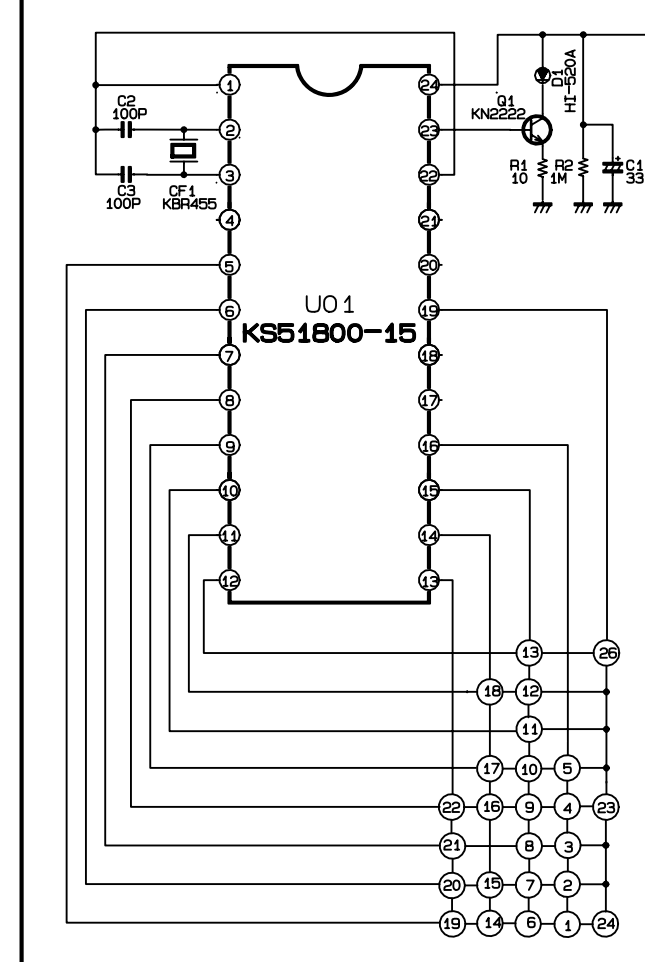 C2
100P
C3
100P
CF1
KBR455
Q1
KN2222
D1
HI-520A
R1
10
R2
1M
C1
33
U01
KS51800-15
1
2
3
4
5
6
7
8
9
10
11
12
24
23
22
21
20
19
18
17
16
15
14
13
13 26
18 12
11
17 10 5
22 16 9 4 23
21 8 3
20 15 7 2
19 14 6 1 24